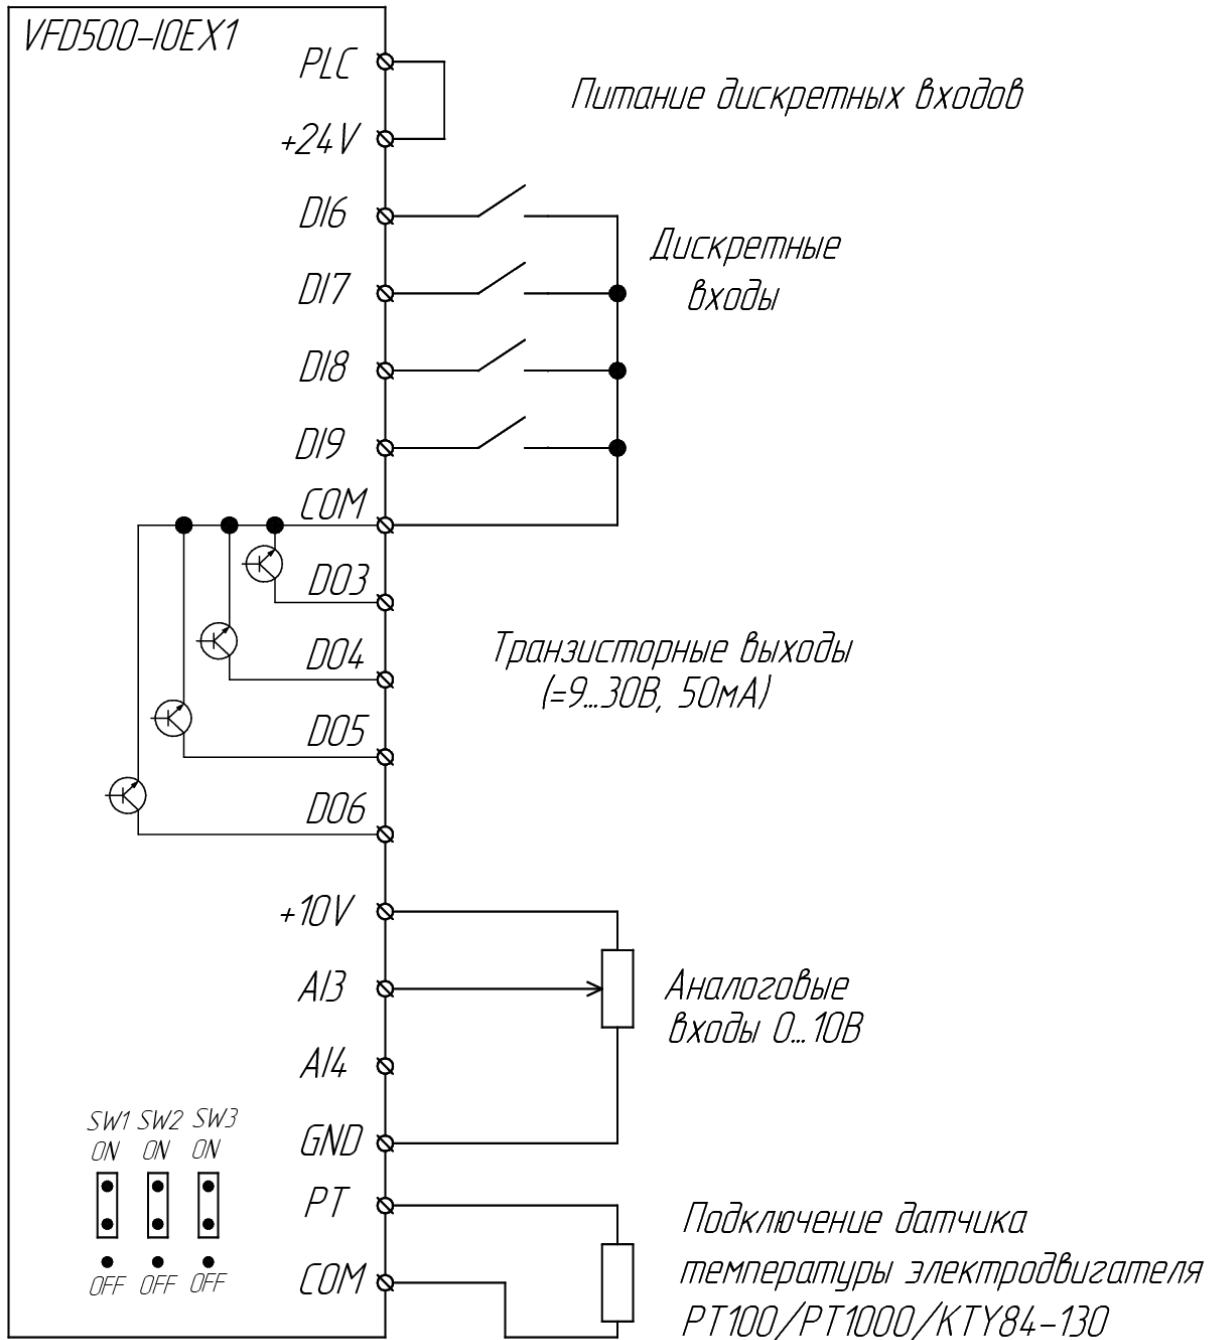 VFD500-IOEX1
PLC
Питание дискретных входов
+24V
DI6
Дискретные
входы
DI7
DI8
DI9
COM
DO3
Транзисторные выходы
(=9...30В, 50мА)
DO4
DO5
DO6
+10V
AI3
Аналоговые
входы 0...10В
AI4
SW1 SW2 SW3
ON ON ON
GND
PT
Подключение датчика
температуры электродвигателя
PT100/PT1000/KTY84-130
OFF OFF OFF
COM